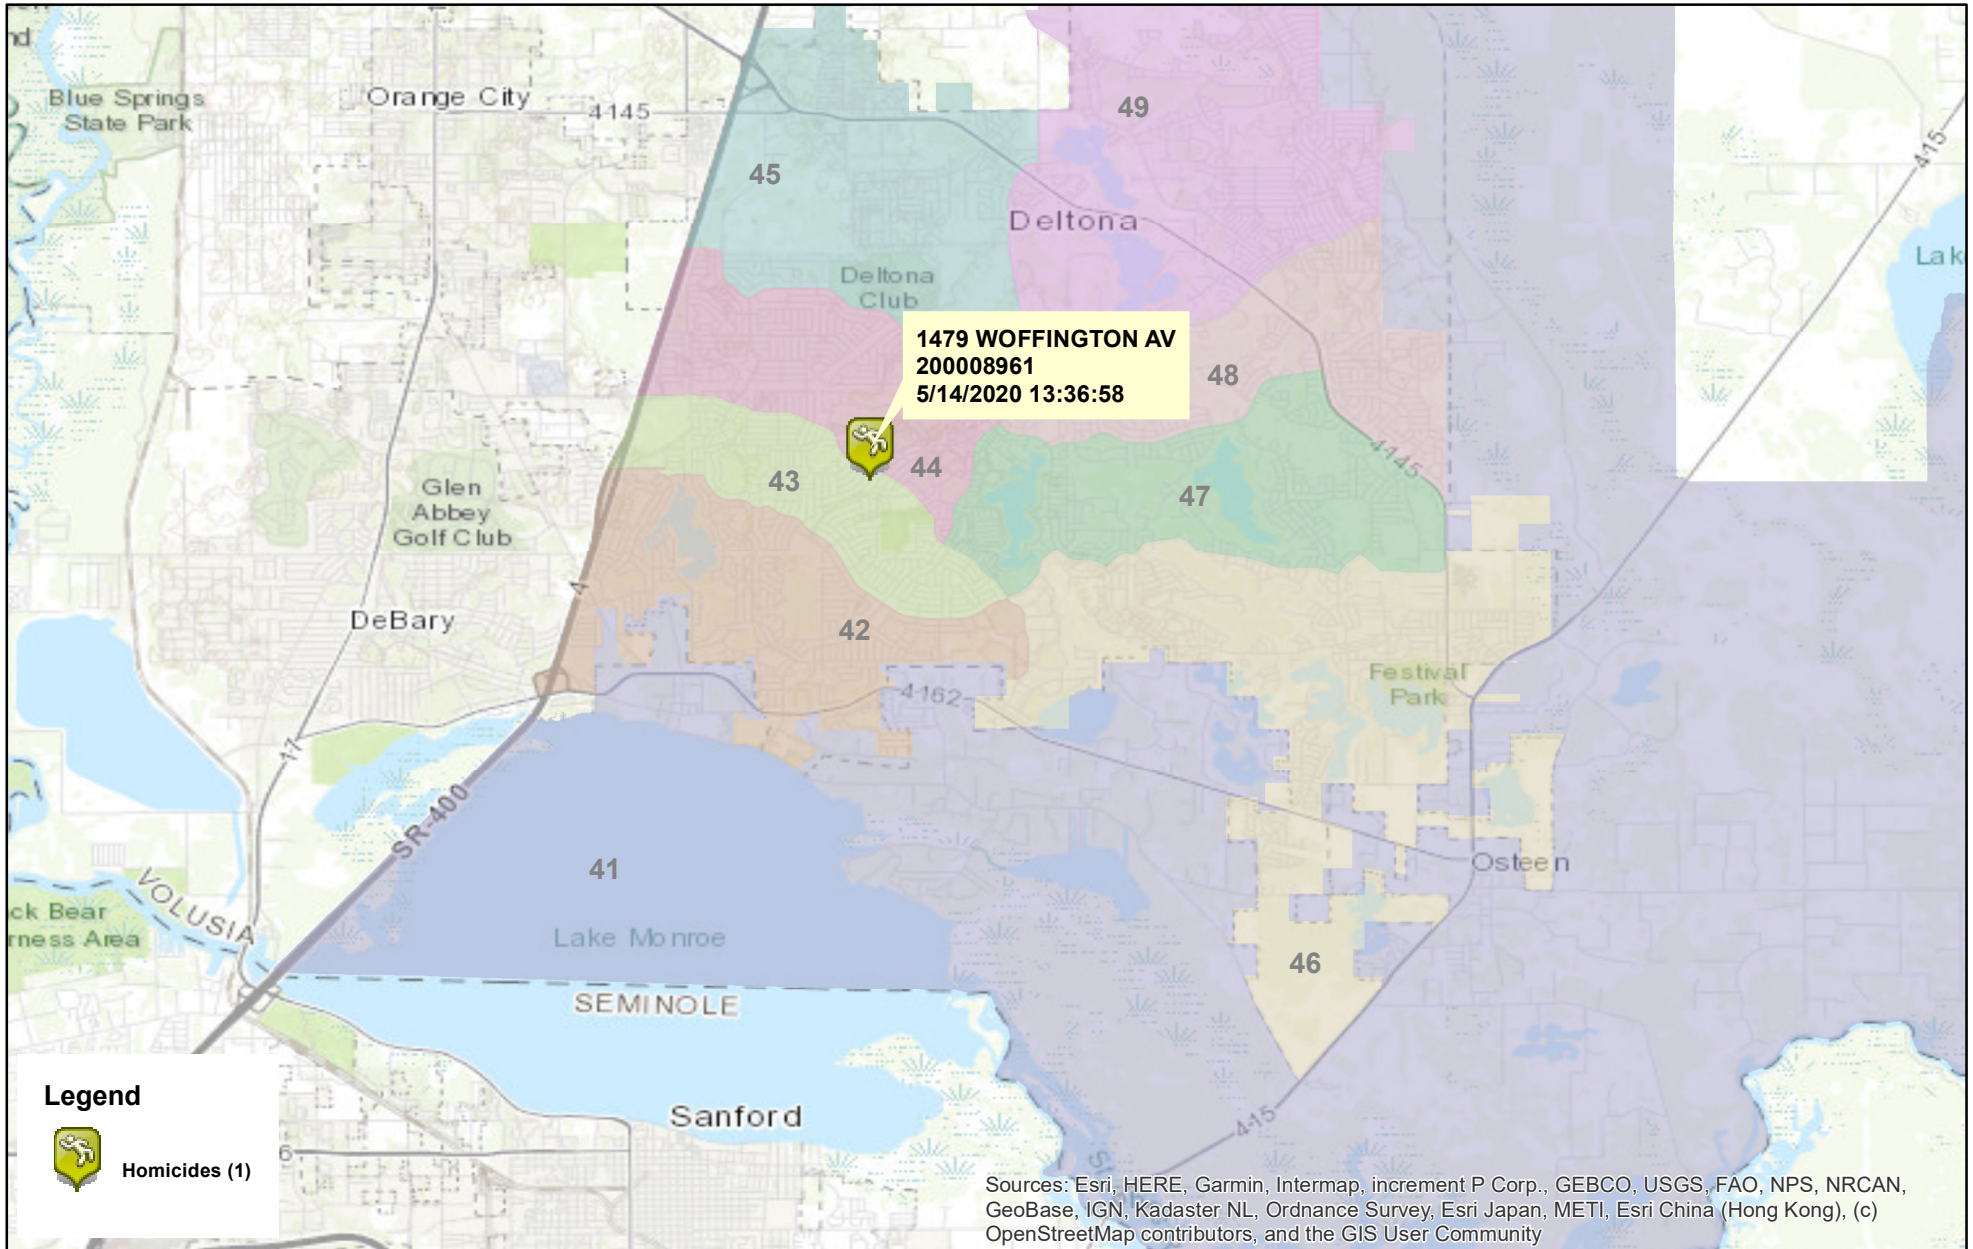 Blue Springs
State Park
Orange City
4145
45
49
Deltona
Deltona
Club
415
1479 WOFFINGTON AV
200008961
5/14/2020 13:36:58
48
4145
43
44
47
Glen
Abbey
Golf Club
4
DeBary
42
4162
Festival
Park
17
SR-400
41
Osteen
VOLUSIA
Lake Monroe
46
SEMINOLE
Sanford
415
Legend
Homicides (1)
Sources: Esri, HERE, Garmin, Intermap, increment P Corp., GEBCO, USGS, FAO, NPS, NRCAN,
GeoBase, IGN, Kadaster NL, Ordnance Survey, Esri Japan, METI, Esri China (Hong Kong), (c)
OpenStreetMap contributors, and the GIS User Community